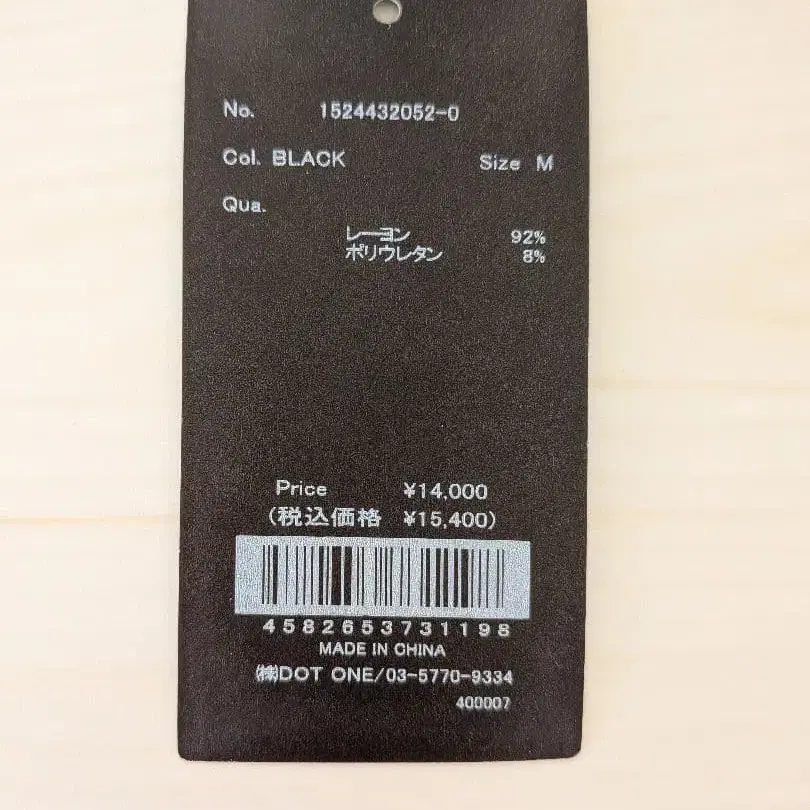 No. 1524432052-0
Col. BLACK Size M
Qua.
レーヨン 92%
ポリウレタン 8%
Price ¥14,000
(税込価格 ¥15,400)
4582653731198
MADE IN CHINA
㈱DOT ONE/03-5770-9334
400007